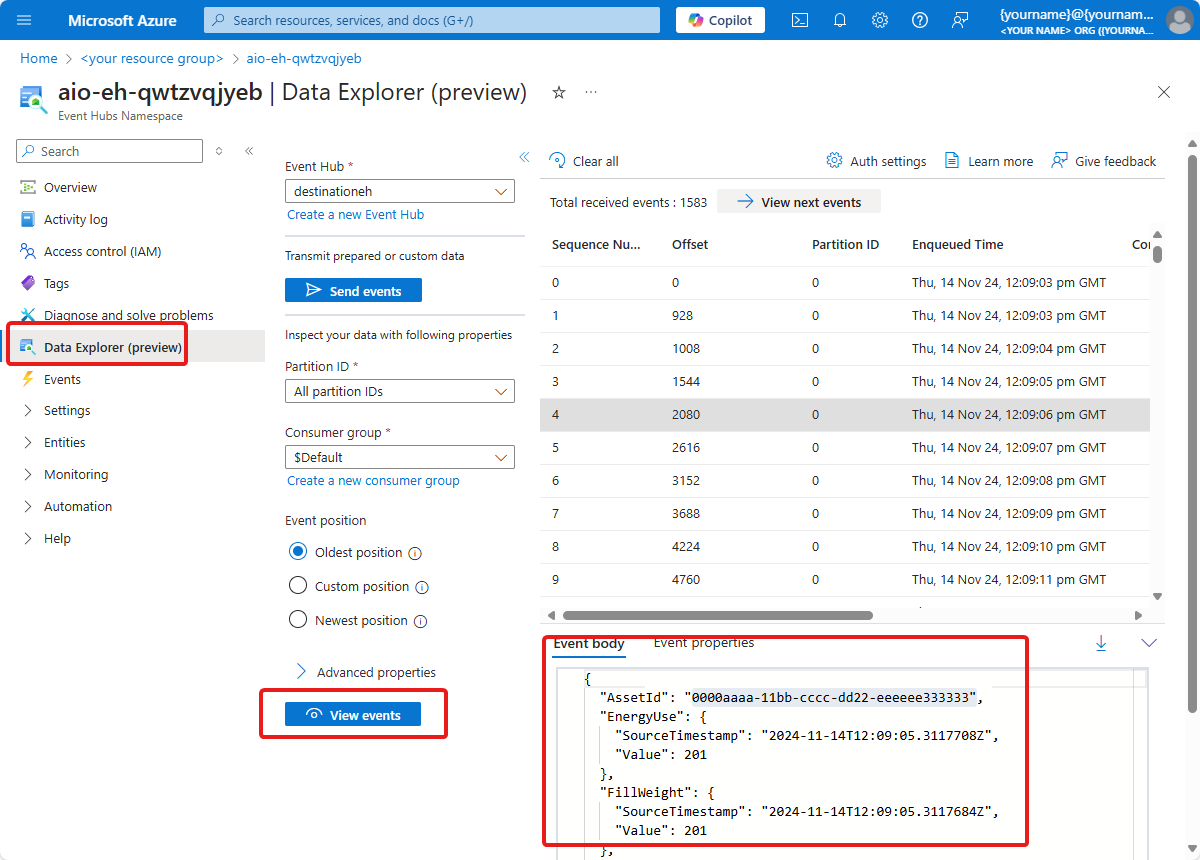 Microsoft Azure
Search resources, services, and docs (G+/)
Copilot
{yourname}@{yournam...
<YOUR NAME> ORG ({YOURNA...
Home > <your resource group> > aio-eh-qwtzvqjyeb
aio-eh-qwtzvqjyeb | Data Explorer (preview)
Event Hubs Namespace
Search
Overview
Activity log
Access control (IAM)
Tags
Diagnose and solve problems
Data Explorer (preview)
Events
Settings
Entities
Monitoring
Automation
Help
Event Hub *
destinationeh
Create a new Event Hub
Transmit prepared or custom data
Send events
Inspect your data with following properties
Partition ID *
All partition IDs
Consumer group *
$Default
Create a new consumer group
Event position
Oldest position
Custom position
Newest position
Advanced properties
View events
Clear all
Auth settings
Learn more
Give feedback
Total received events : 1583
View next events
Sequence Nu... Offset Partition ID Enqueued Time Co
0 0 0 Thu, 14 Nov 24, 12:09:03 pm GMT
1 928 0 Thu, 14 Nov 24, 12:09:03 pm GMT
2 1008 0 Thu, 14 Nov 24, 12:09:04 pm GMT
3 1544 0 Thu, 14 Nov 24, 12:09:05 pm GMT
4 2080 0 Thu, 14 Nov 24, 12:09:06 pm GMT
5 2616 0 Thu, 14 Nov 24, 12:09:07 pm GMT
6 3152 0 Thu, 14 Nov 24, 12:09:08 pm GMT
7 3688 0 Thu, 14 Nov 24, 12:09:09 pm GMT
8 4224 0 Thu, 14 Nov 24, 12:09:10 pm GMT
9 4760 0 Thu, 14 Nov 24, 12:09:11 pm GMT
Event body
Event properties
{
"AssetId": "0000aaaa-11bb-cccc-dd22-eeeeee333333",
"EnergyUse": {
"SourceTimestamp": "2024-11-14T12:09:05.3117708Z",
"Value": 201
},
"FillWeight": {
"SourceTimestamp": "2024-11-14T12:09:05.3117684Z",
"Value": 201
},